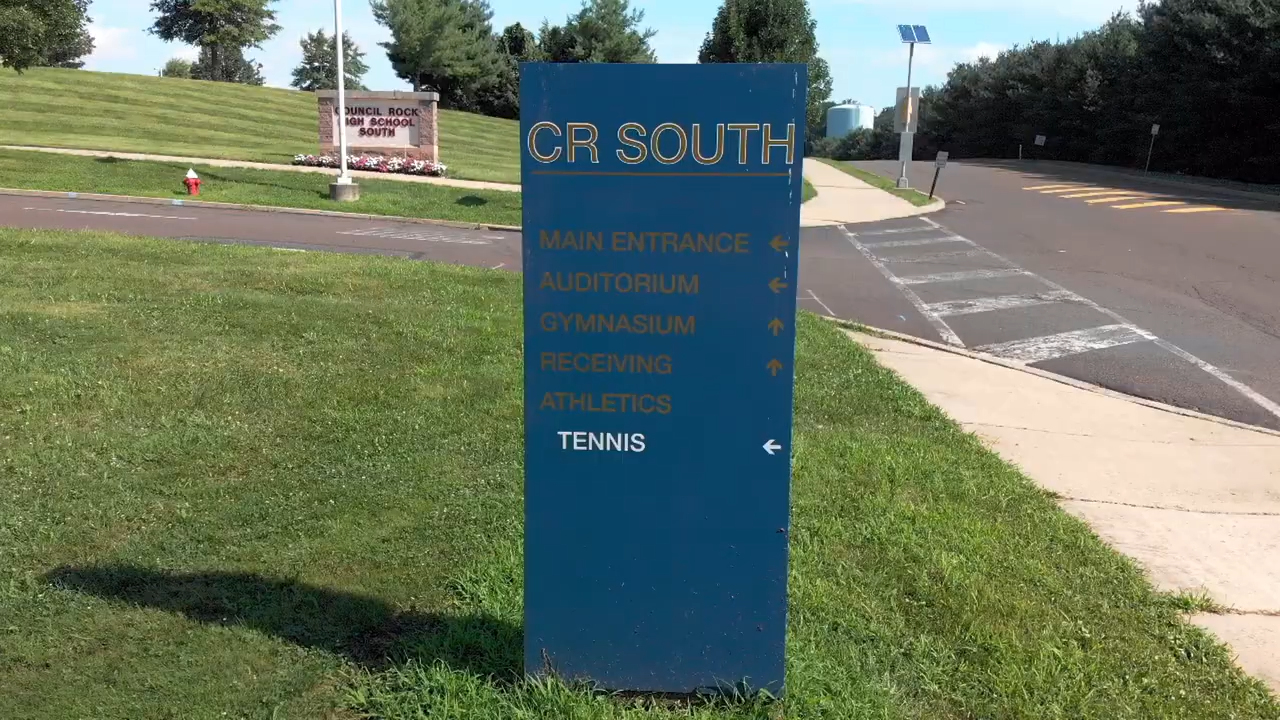 COUNCIL ROCK
HIGH SCHOOL
SOUTH
CR SOUTH
MAIN ENTRANCE ←
AUDITORIUM ←
GYMNASIUM ↑
RECEIVING ↑
ATHLETICS
TENNIS ←